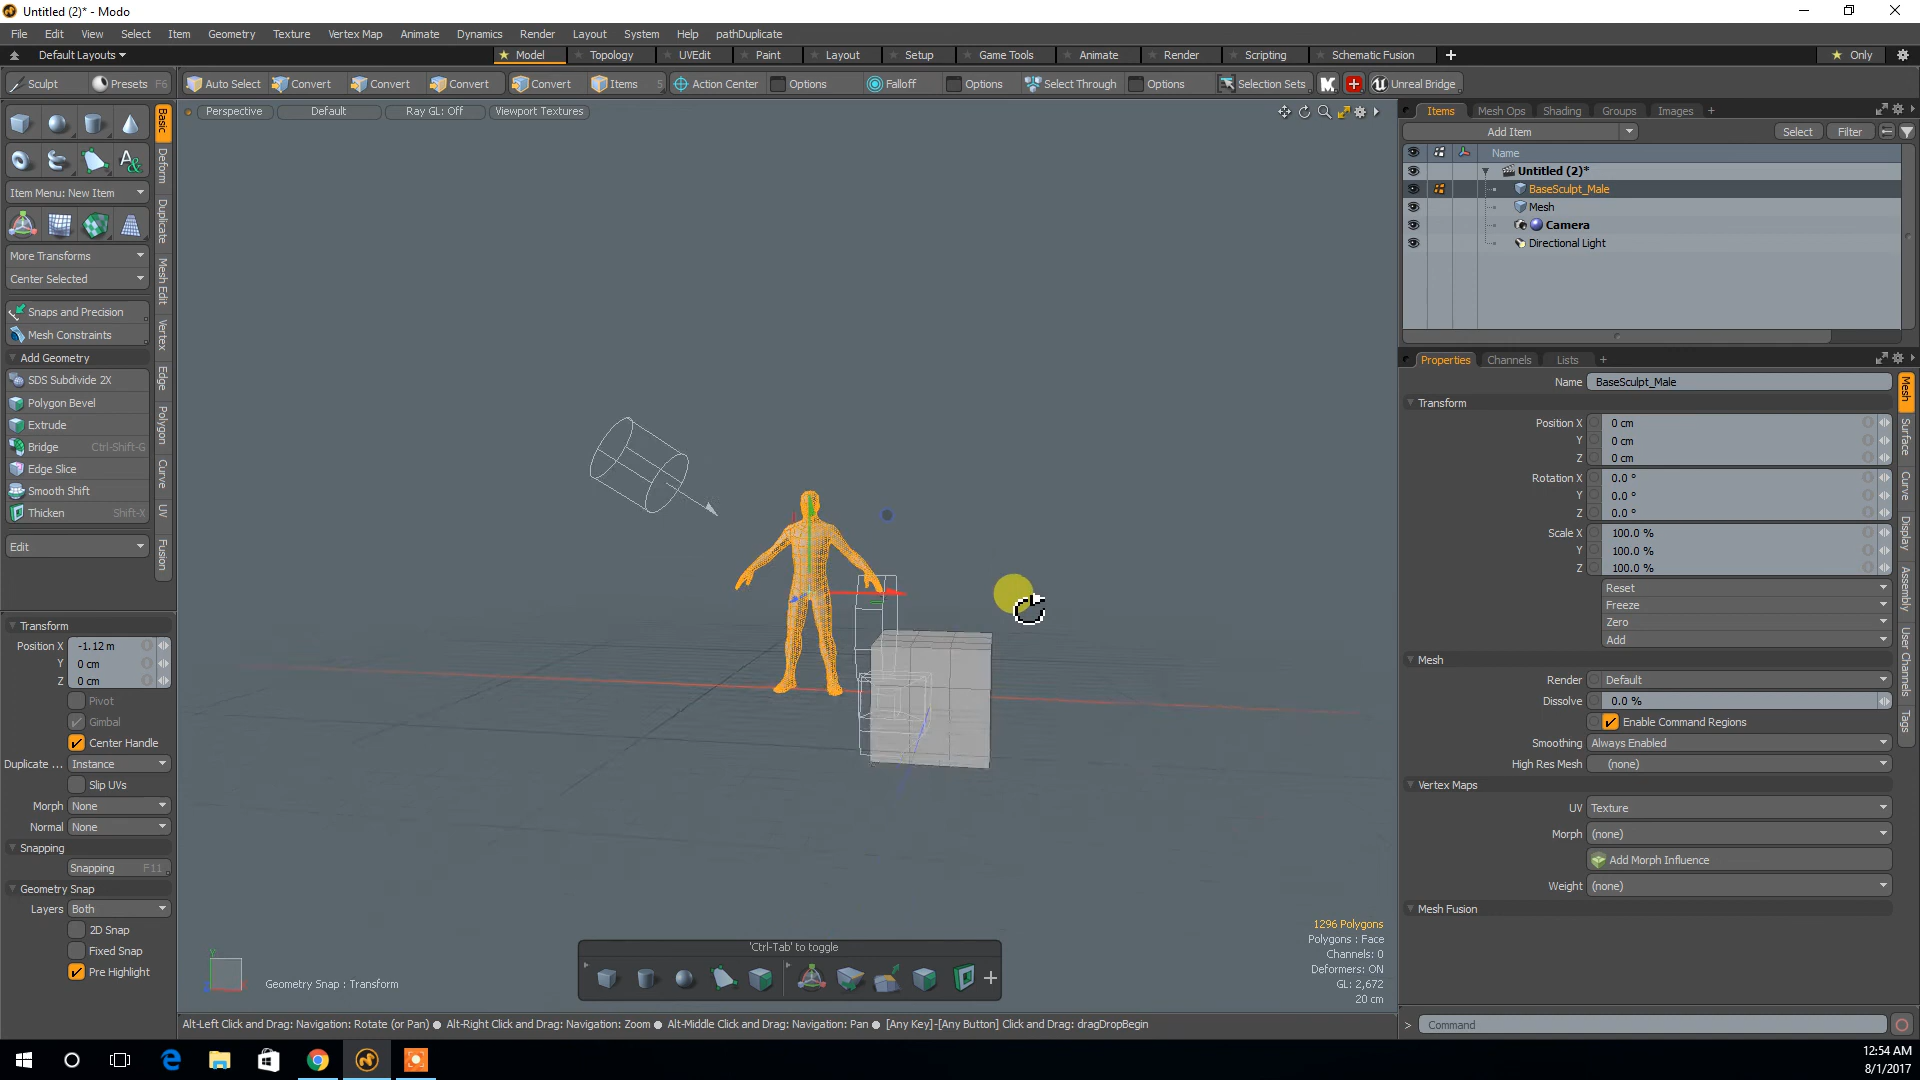 Untitled (2)* - Modo
File Edit View Select Item Geometry Texture Vertex Map Animate Dynamics Render Layout System Help pathDuplicate
Default Layouts Model Topology UVEdit Paint Layout Setup Game Tools Animate Render Scripting Schematic Fusion Only
Sculpt Presets F6 Auto Select Convert Convert Convert Convert Items S Action Center Options Falloff Options Select Through Options Selection Sets Unreal Bridge
Perspective Default Ray GL: Off Viewport Textures
Basic
Deform
Duplicate
Mesh Edit
Vertex
Edge
Polygon
Curve
UV
Fusion
Item Menu: New Item
More Transforms
Center Selected
Snaps and Precision
Mesh Constraints
Add Geometry
SDS Subdivide 2X
Polygon Bevel
Extrude
Bridge Ctrl-Shift-G
Edge Slice
Smooth Shift
Thicken Shift-X
Edit
Transform
Position X -1.12 m
Y 0 cm
Z 0 cm
Pivot
Gimbal
Center Handle
Duplicate ... Instance
Slip UVs
Morph None
Normal None
Snapping
Snapping F11
Geometry Snap
Layers Both
2D Snap
Fixed Snap
Pre Highlight
Y
Geometry Snap : Transform
'Ctrl-Tab' to toggle
1296 Polygons
Polygons : Face
Channels: 0
Deformers: ON
GL: 2,672
20 cm
Alt-Left Click and Drag: Navigation: Rotate (or Pan) ● Alt-Right Click and Drag: Navigation: Zoom ● Alt-Middle Click and Drag: Navigation: Pan ● [Any Key]-[Any Button] Click and Drag: dragDropBegin
Items Mesh Ops Shading Groups Images +
Add Item Select Filter
Name
Untitled (2)*
BaseSculpt_Male
Mesh
Camera
Directional Light
Properties Channels Lists +
Name BaseSculpt_Male
Transform
Position X 0 cm
Y 0 cm
Z 0 cm
Rotation X 0.0 °
Y 0.0 °
Z 0.0 °
Scale X 100.0 %
Y 100.0 %
Z 100.0 %
Reset
Freeze
Zero
Add
Mesh
Render Default
Dissolve 0.0 %
Enable Command Regions
Smoothing Always Enabled
High Res Mesh (none)
Vertex Maps
UV Texture
Morph (none)
Add Morph Influence
Weight (none)
Mesh Fusion
Mesh
Surface
Curve
Display
Assembly
User Channels
Tags
> Command
12:54 AM
8/1/2017